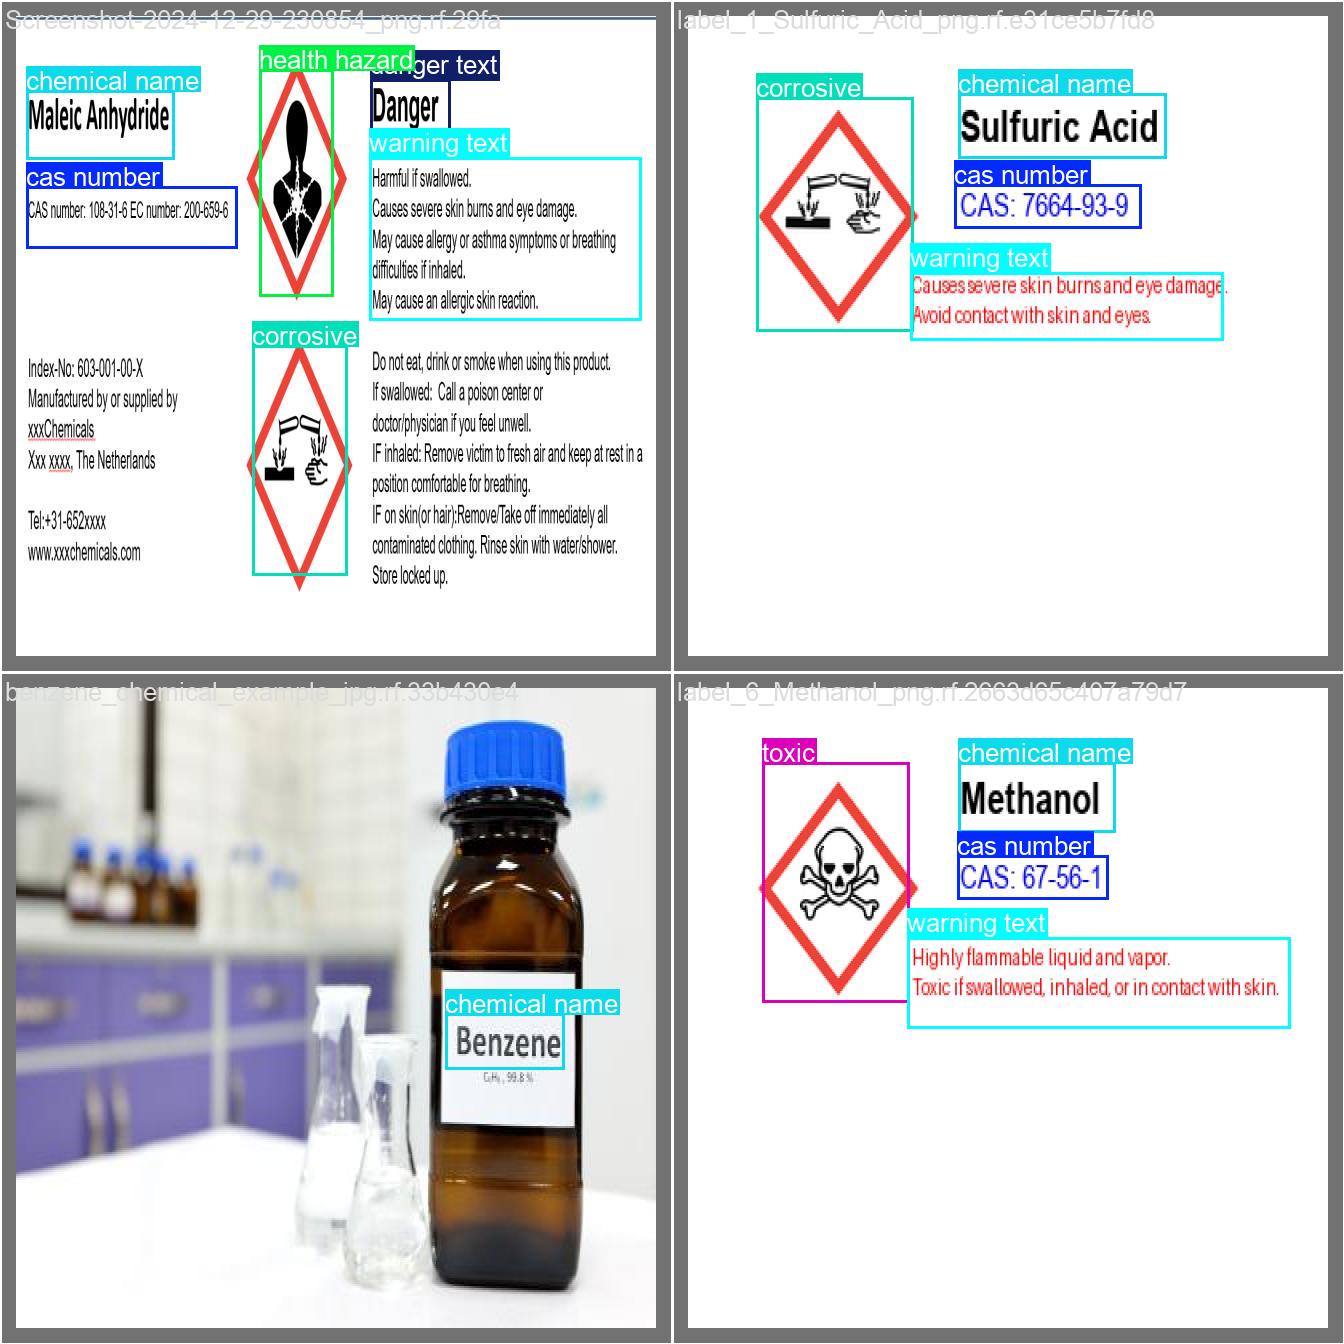 Screenshot-2024-12-29-230854_png.rf.29fa
chemical name
Maleic Anhydride
cas number
CAS number: 108-31-6 EC number: 200-659-6
Index-No: 603-001-00-X
Manufactured by or supplied by
xxxChemicals
Xxx xxxx, The Netherlands
Tel:+31-652xxxx
www.xxxchemicals.com
health hazard
corrosive
danger text
Danger
warning text
Harmful if swallowed.
Causes severe skin burns and eye damage.
May cause allergy or asthma symptoms or breathing
difficulties if inhaled.
May cause an allergic skin reaction.
Do not eat, drink or smoke when using this product.
If swallowed: Call a poison center or
doctor/physician if you feel unwell.
IF inhaled: Remove victim to fresh air and keep at rest in a
position comfortable for breathing.
IF on skin(or hair):Remove/Take off immediately all
contaminated clothing. Rinse skin with water/shower.
Store locked up.
label_1_Sulfuric_Acid_png.rf.e31ce5b7fd8
corrosive
chemical name
Sulfuric Acid
cas number
CAS: 7664-93-9
warning text
Causes severe skin burns and eye damage.
Avoid contact with skin and eyes.
benzene_chemical_example_jpg.rf.33b430e4
chemical name
Benzene
C₆H₆ , 99.8 %
label_6_Methanol_png.rf.2663d65c407a79d7
toxic
chemical name
Methanol
cas number
CAS: 67-56-1
warning text
Highly flammable liquid and vapor.
Toxic if swallowed, inhaled, or in contact with skin.